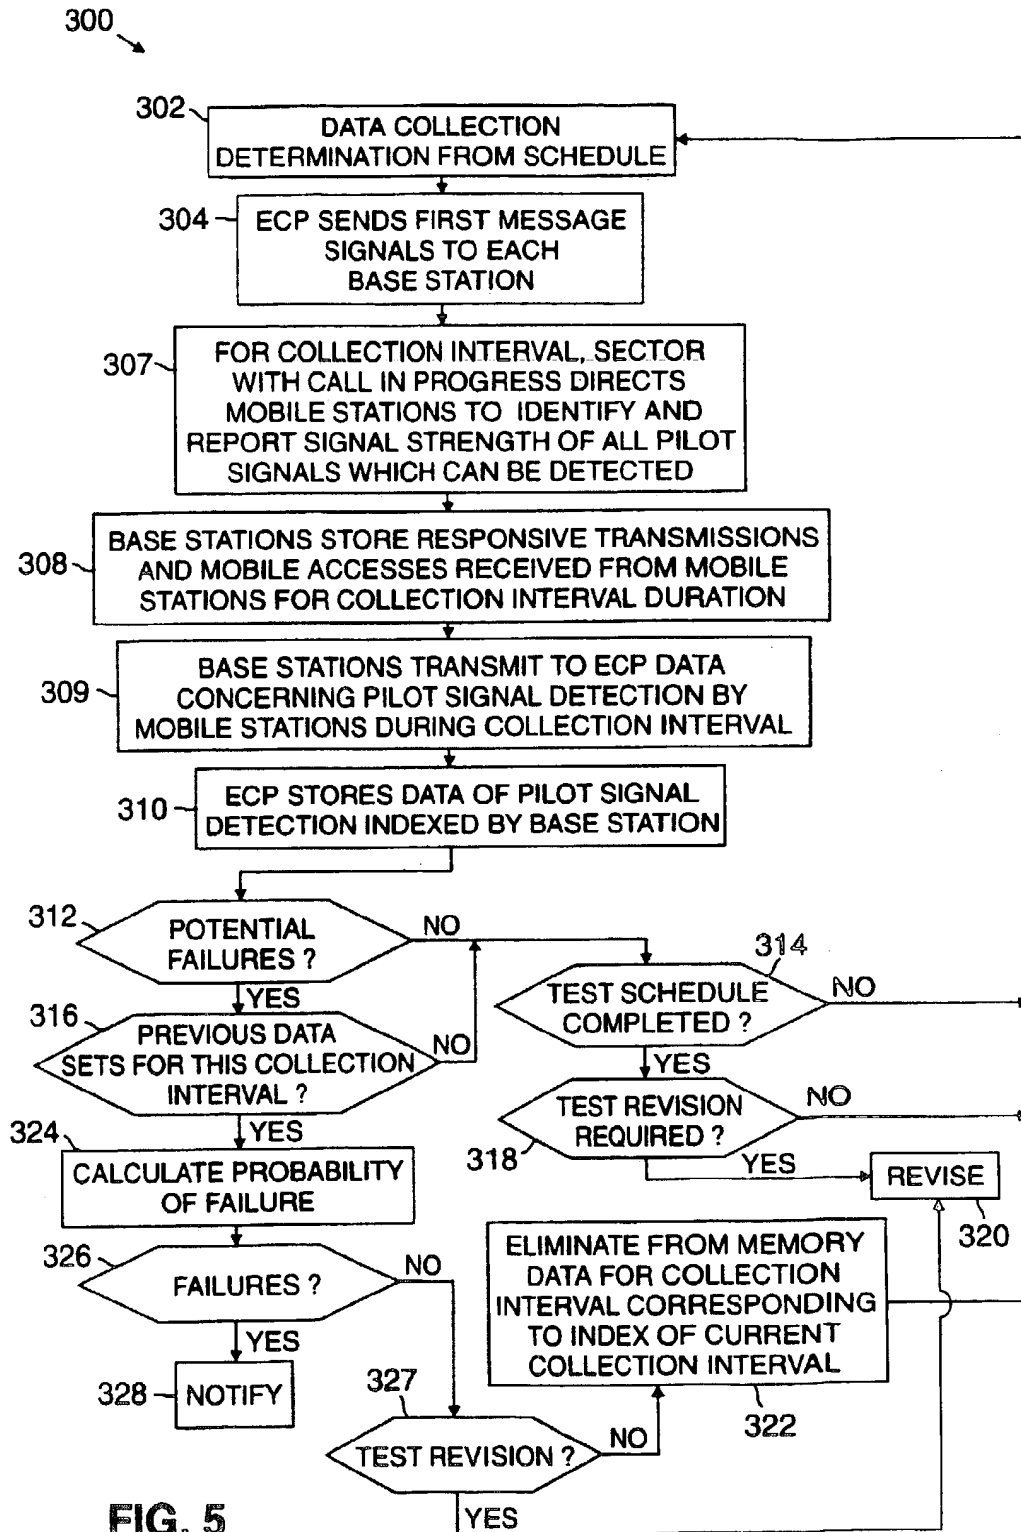 300
302
DATA COLLECTION
DETERMINATION FROM SCHEDULE
304
ECP SENDS FIRST MESSAGE
SIGNALS TO EACH
BASE STATION
307
FOR COLLECTION INTERVAL, SECTOR
WITH CALL IN PROGRESS DIRECTS
MOBILE STATIONS TO IDENTIFY AND
REPORT SIGNAL STRENGTH OF ALL PILOT
SIGNALS WHICH CAN BE DETECTED
308
BASE STATIONS STORE RESPONSIVE TRANSMISSIONS
AND MOBILE ACCESSES RECEIVED FROM MOBILE
STATIONS FOR COLLECTION INTERVAL DURATION
309
BASE STATIONS TRANSMIT TO ECP DATA
CONCERNING PILOT SIGNAL DETECTION BY
MOBILE STATIONS DURING COLLECTION INTERVAL
310
ECP STORES DATA OF PILOT SIGNAL
DETECTION INDEXED BY BASE STATION
312
POTENTIAL
FAILURES ?
NO
YES
314
TEST SCHEDULE
COMPLETED ?
NO
YES
316
PREVIOUS DATA
SETS FOR THIS COLLECTION
INTERVAL ?
NO
YES
318
TEST REVISION
REQUIRED ?
NO
YES
REVISE
320
324
CALCULATE PROBABILITY
OF FAILURE
326
FAILURES ?
NO
YES
328
NOTIFY
ELIMINATE FROM MEMORY
DATA FOR COLLECTION
INTERVAL CORRESPONDING
TO INDEX OF CURRENT
COLLECTION INTERVAL
322
327
TEST REVISION ?
NO
YES
FIG. 5